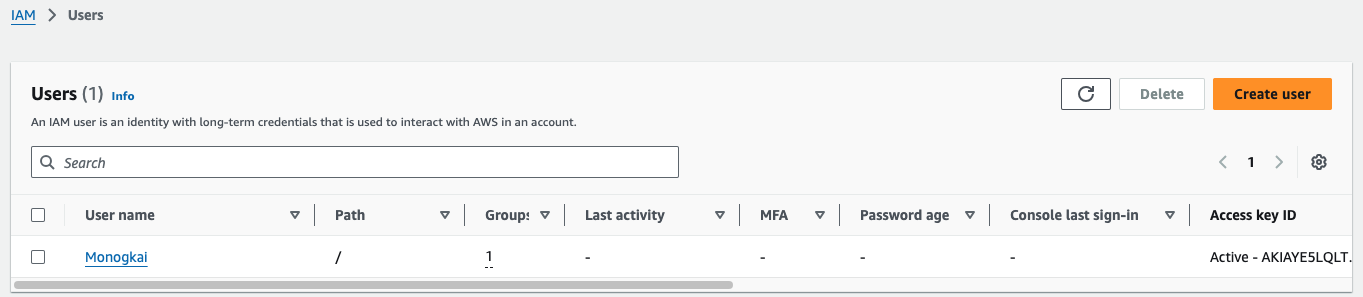 IAM > Users
Users (1) Info
Delete
Create user
An IAM user is an identity with long-term credentials that is used to interact with AWS in an account.
Search
1
User name Path Groups Last activity MFA Password age Console last sign-in Access key ID
Monogkai / 1 - - - - Active - AKIAYE5LQLT.